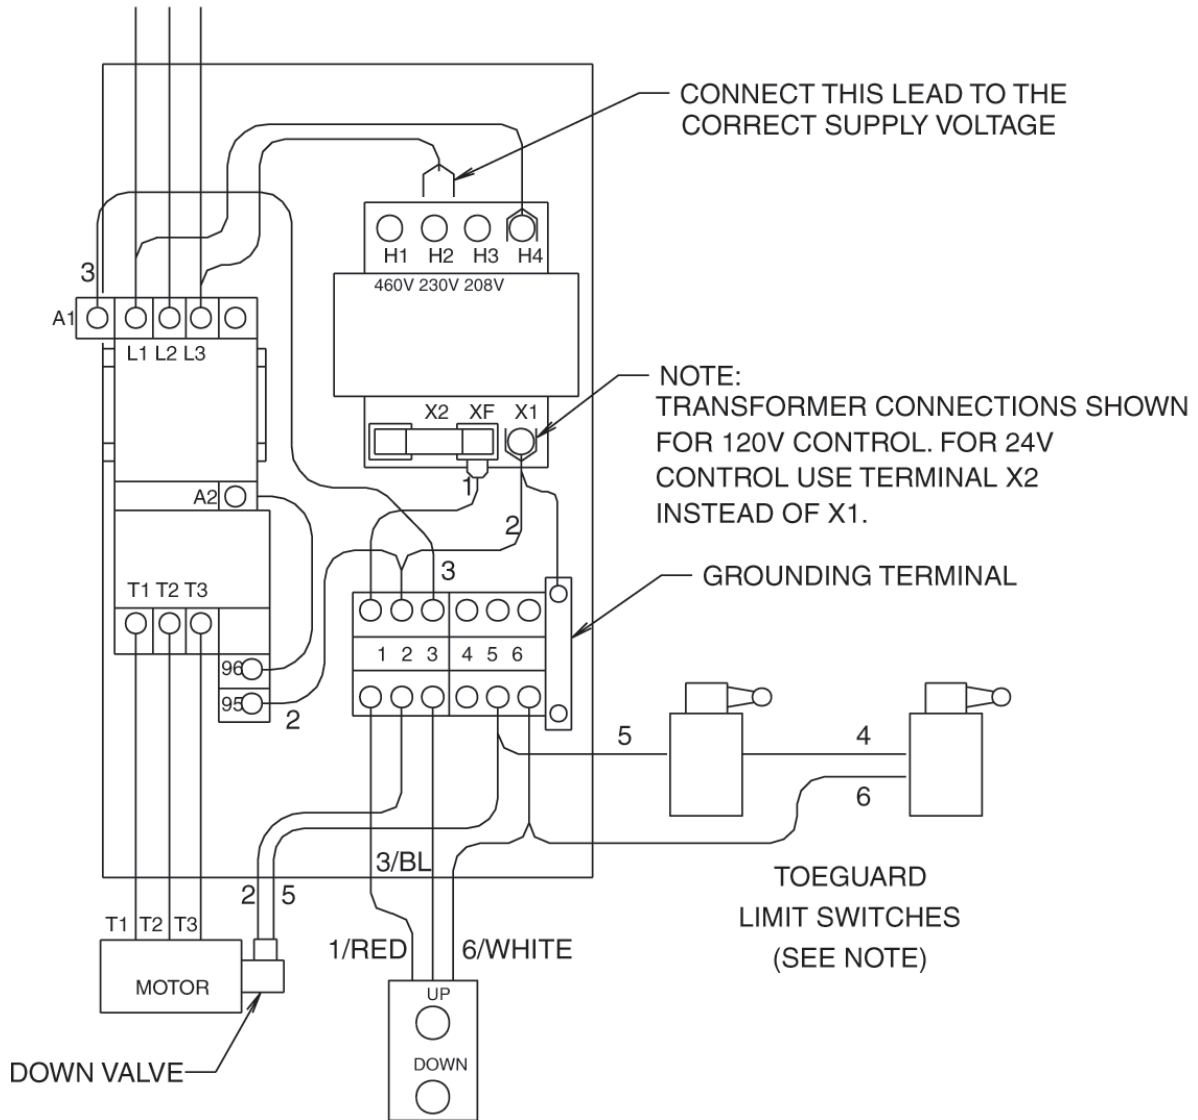 CONNECT THIS LEAD TO THE
CORRECT SUPPLY VOLTAGE
H1 H2 H3 H4
460V 230V 208V
3
A1
L1 L2 L3
X2 XF X1
NOTE:
TRANSFORMER CONNECTIONS SHOWN
FOR 120V CONTROL. FOR 24V
CONTROL USE TERMINAL X2
INSTEAD OF X1.
A2
1
2
3
GROUNDING TERMINAL
T1 T2 T3
1 2 3 4 5 6
96
95
2
5
4
6
3/BL
2 5
T1 T2 T3
1/RED
6/WHITE
TOEGUARD
LIMIT SWITCHES
(SEE NOTE)
MOTOR
UP
DOWN
DOWN VALVE